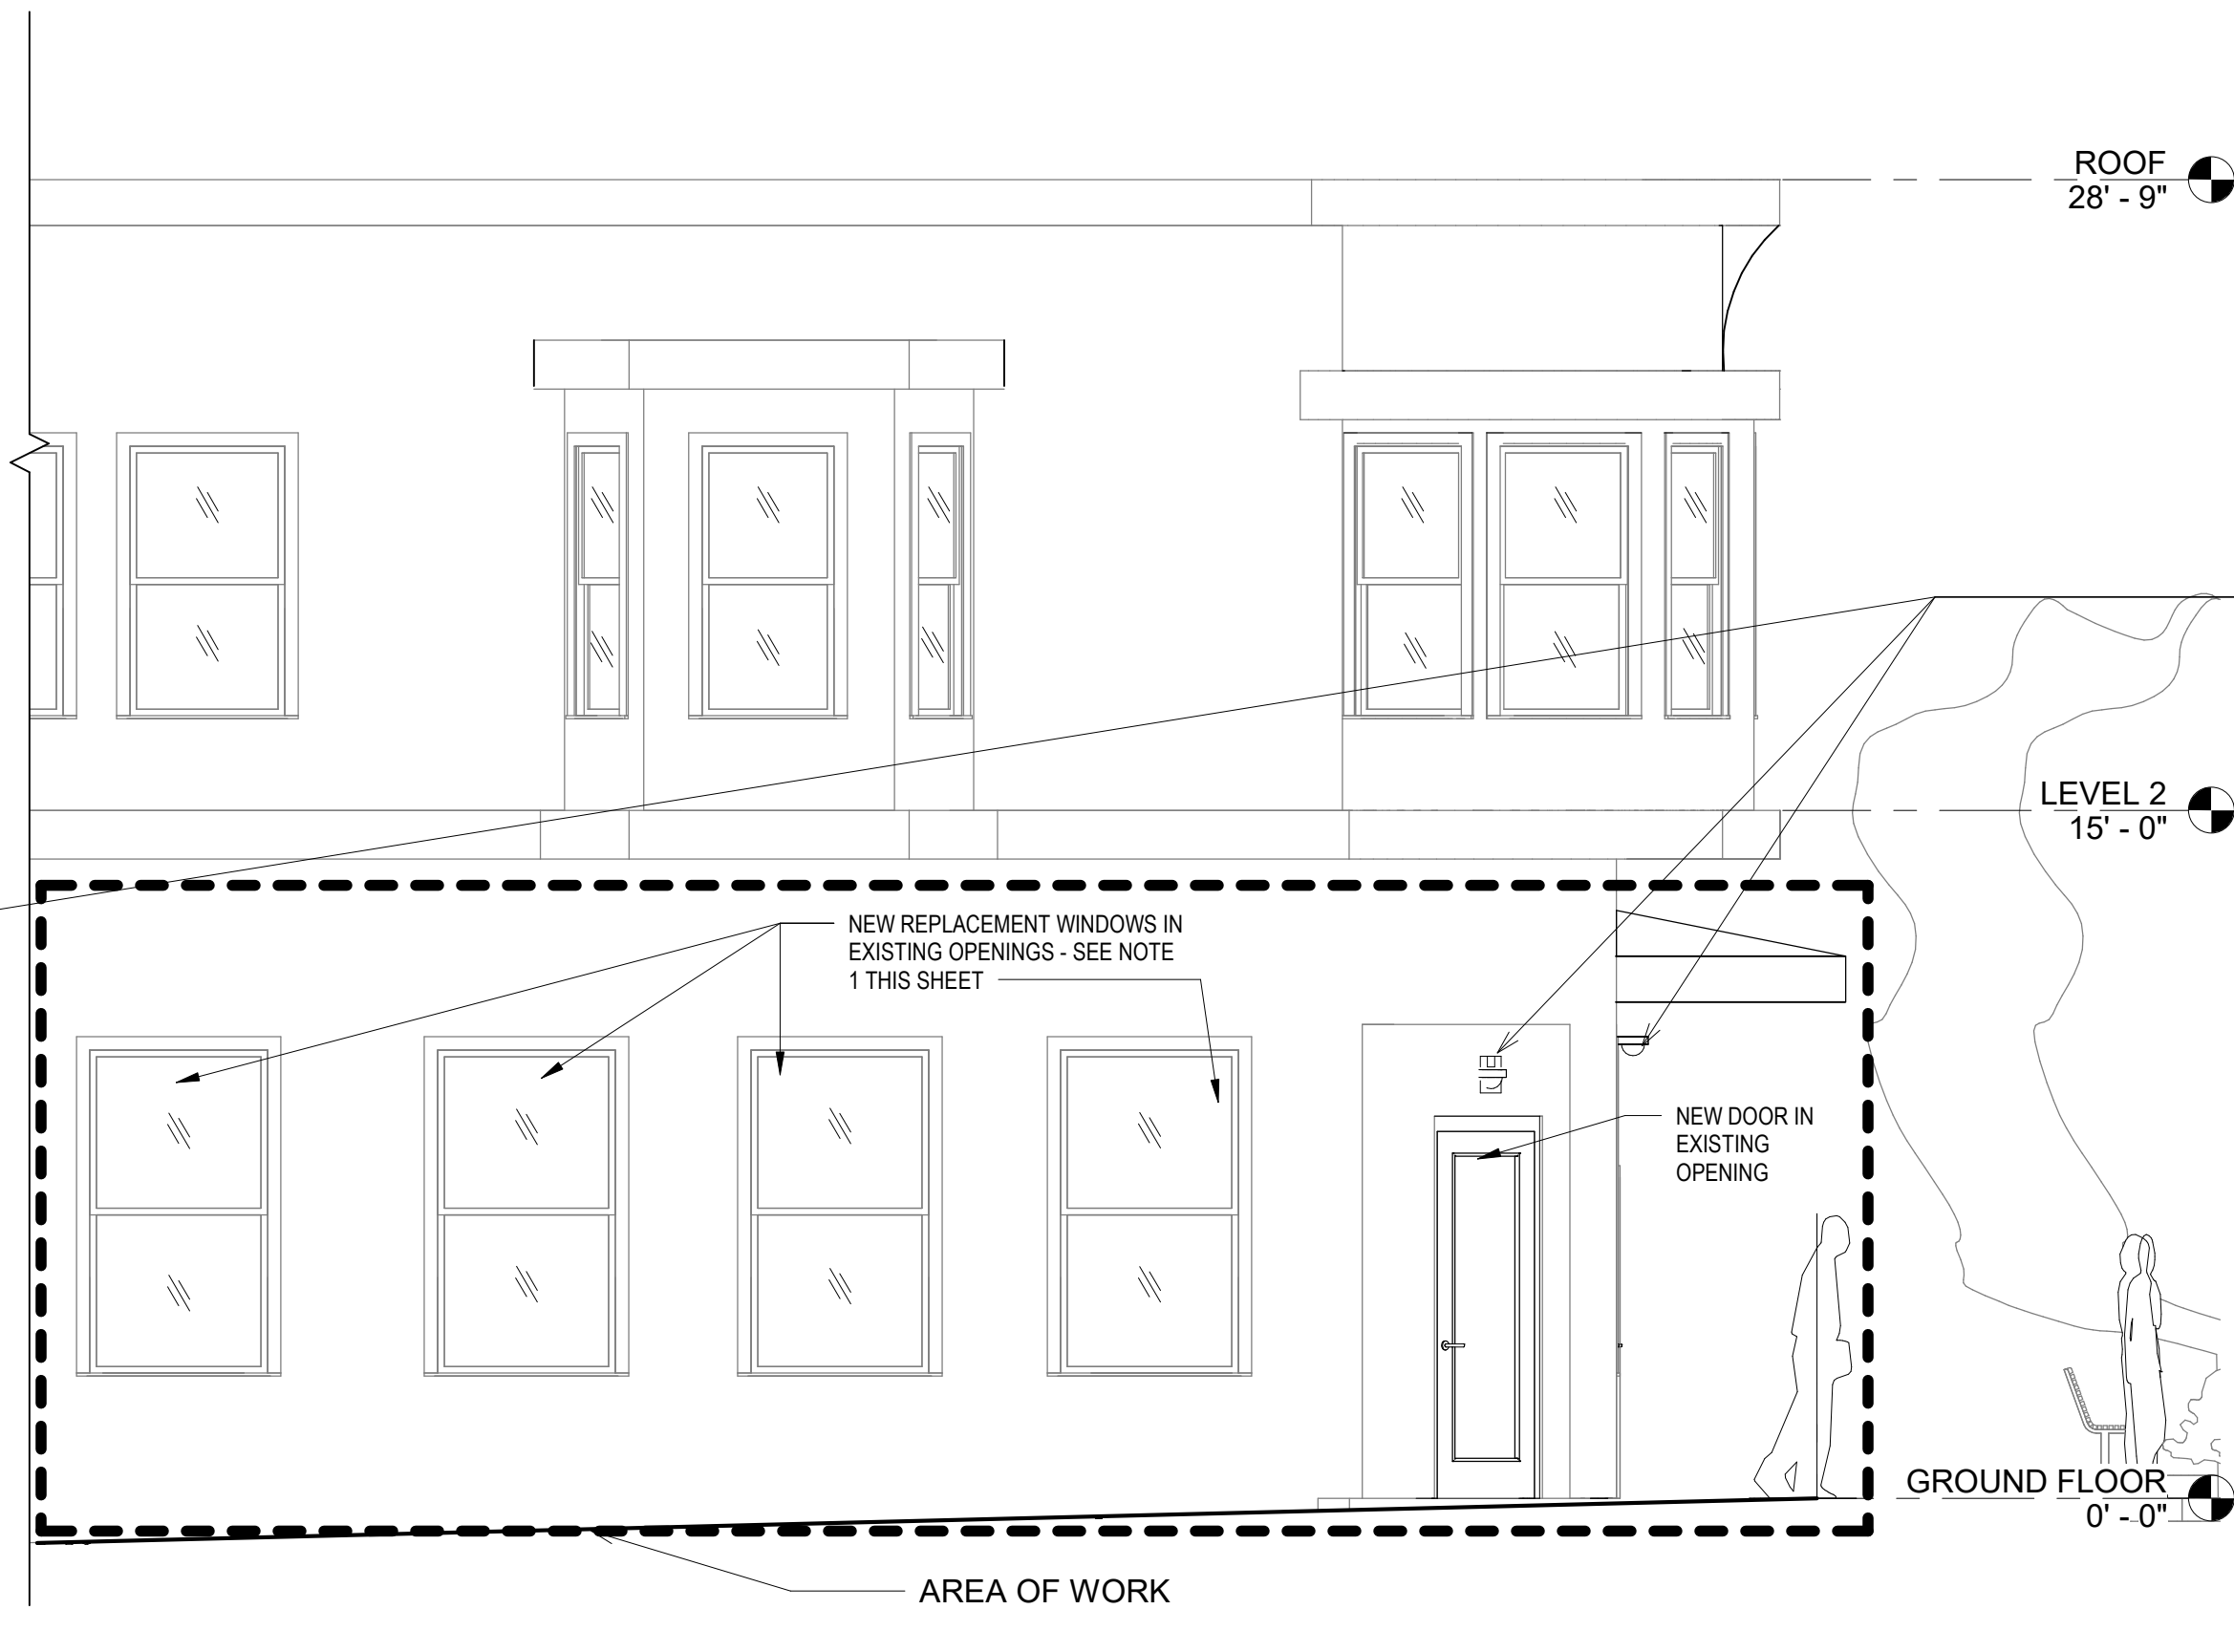 ROOF
28' - 9"
LEVEL 2
15' - 0"
NEW REPLACEMENT WINDOWS IN
EXISTING OPENINGS - SEE NOTE
1 THIS SHEET
NEW DOOR IN
EXISTING
OPENING
GROUND FLOOR
0' - 0"
AREA OF WORK